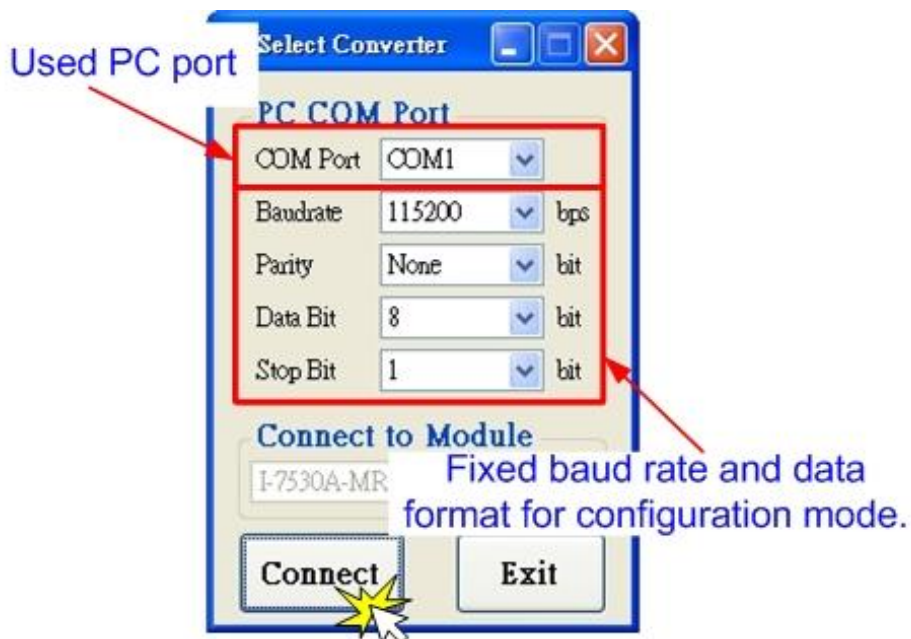 Select Converter
Used PC port
PC COM Port
COM Port COM1
Baudrate 115200 bps
Parity None bit
Data Bit 8 bit
Stop Bit 1 bit
Connect to Module
I-7530A-MR
Fixed baud rate and data
format for configuration mode.
Connect Exit